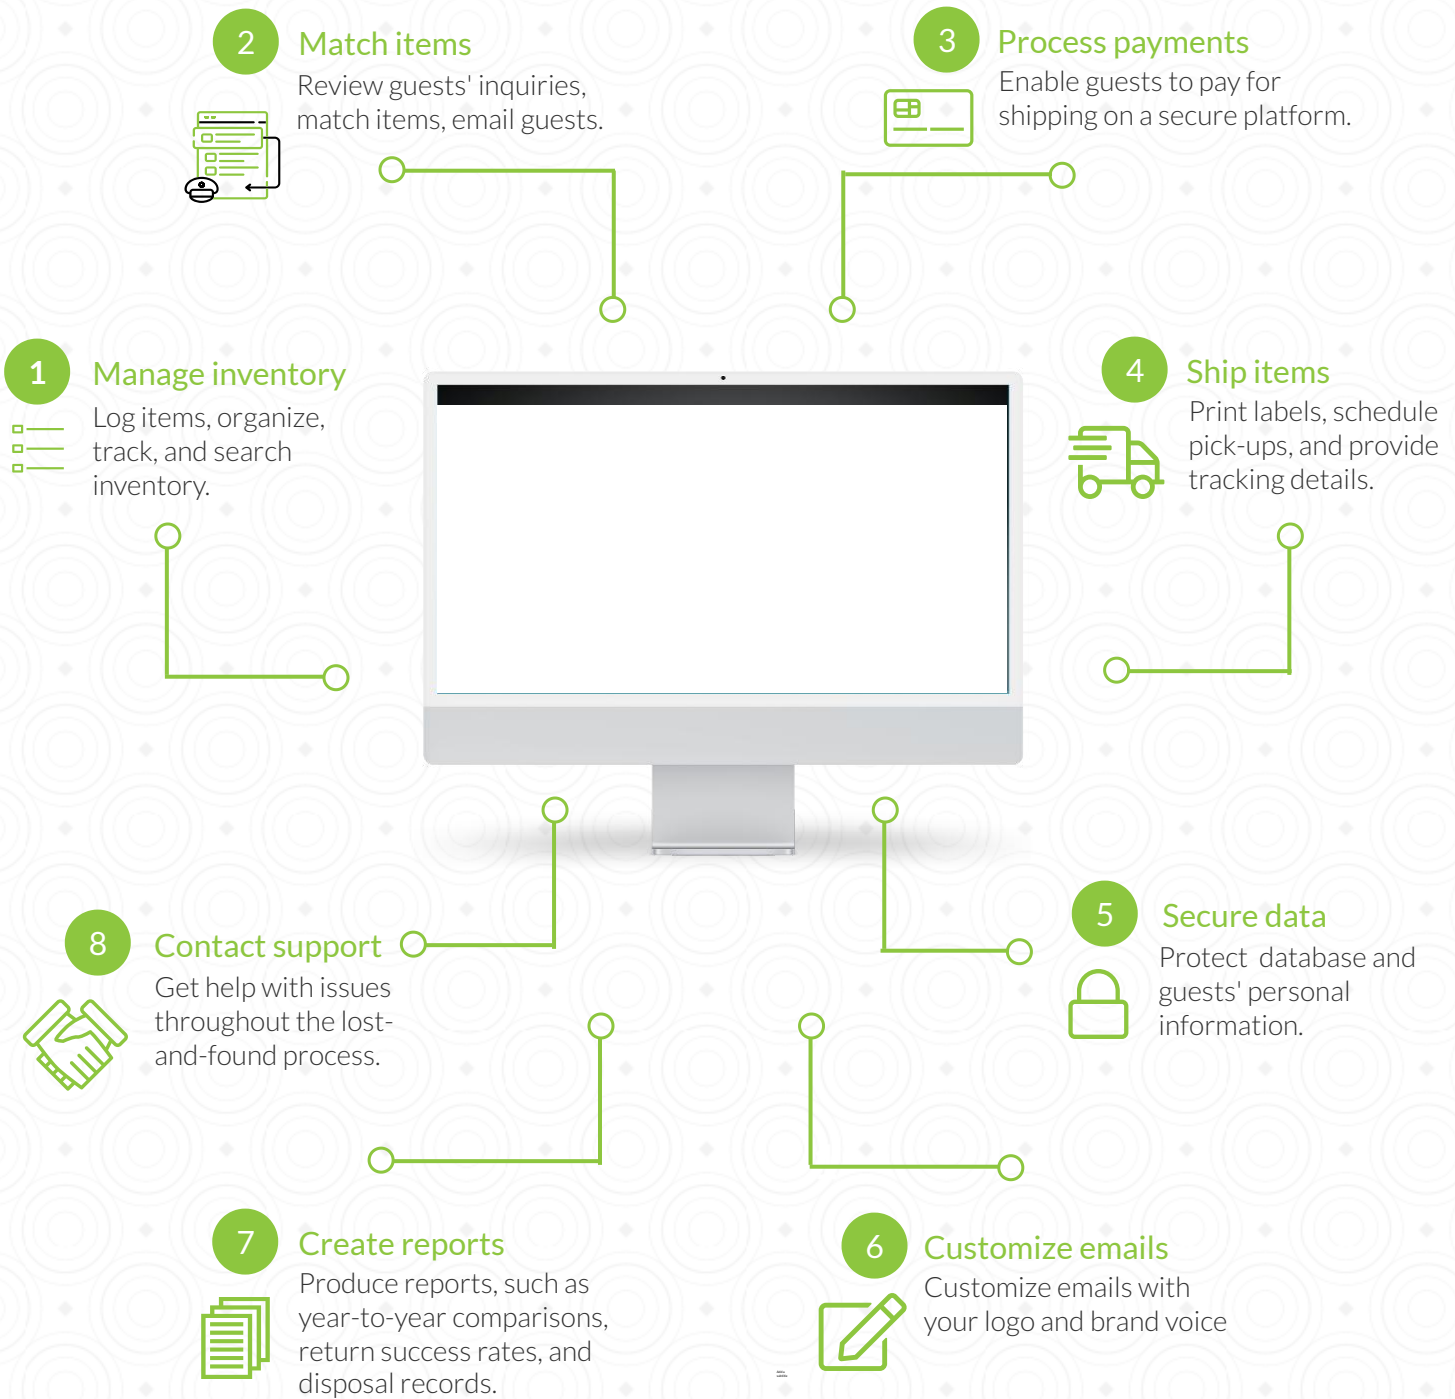 1
Manage inventory
Log items, organize,
track, and search
inventory.
2
Match items
Review guests' inquiries,
match items, email guests.
3
Process payments
Enable guests to pay for
shipping on a secure platform.
4
Ship items
Print labels, schedule
pick-ups, and provide
tracking details.
5
Secure data
Protect  database and
guests' personal
information.
6
Customize emails
Customize emails with
your logo and brand voice
7
Create reports
Produce reports, such as
year-to-year comparisons,
return success rates, and
disposal records.
8
Contact support
Get help with issues
throughout the lost-
and-found process.